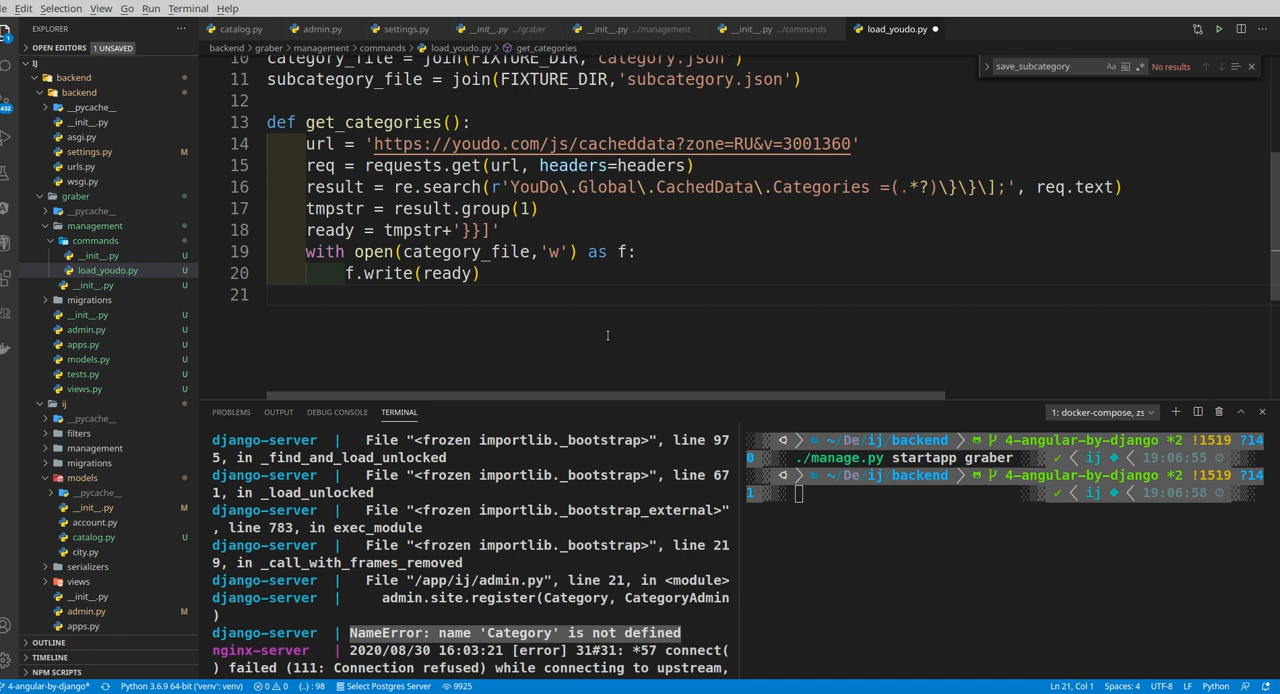 Edit Selection View Go Run Terminal Help
EXPLORER
OPEN EDITORS 1 UNSAVED
IJ
backend
backend
__pycache__
__init__.py
asgi.py
settings.py M
urls.py
wsgi.py
graber
__pycache__
management
commands
__init__.py U
load_youdo.py U
__init__.py U
migrations
__init__.py U
admin.py U
apps.py U
models.py U
tests.py U
views.py U
ij
__pycache__
filters
management
migrations
models
__pycache__
__init__.py M
account.py
catalog.py U
city.py
serializers
views
__init__.py
admin.py M
apps.py
OUTLINE
TIMELINE
NPM SCRIPTS
1
432
catalog.py
admin.py
settings.py
__init__.py .../graber
__init__.py .../management
__init__.py .../commands
load_youdo.py
backend > graber > management > commands > load_youdo.py > get_categories
save_subcategory Aa Ab| .* No results
10 category_file = join(FIXTURE_DIR,'category.json')
11 subcategory_file = join(FIXTURE_DIR,'subcategory.json')
12
13 def get_categories():
14 url = 'https://youdo.com/js/cacheddata?zone=RU&v=3001360'
15 req = requests.get(url, headers=headers)
16 result = re.search(r'YouDo\.Global\.CachedData\.Categories =(.*?)\}\}\];', req.text)
17 tmpstr = result.group(1)
18 ready = tmpstr+'}}]'
19 with open(category_file,'w') as f:
20 f.write(ready)
21
PROBLEMS OUTPUT DEBUG CONSOLE TERMINAL
1: docker-compose, zs
django-server | File "<frozen importlib._bootstrap>", line 97
5, in _find_and_load_unlocked
django-server | File "<frozen importlib._bootstrap>", line 67
1, in _load_unlocked
django-server | File "<frozen importlib._bootstrap_external>"
, line 783, in exec_module
django-server | File "<frozen importlib._bootstrap>", line 21
9, in _call_with_frames_removed
django-server | File "/app/ij/admin.py", line 21, in <module>
django-server | admin.site.register(Category, CategoryAdmin
)
django-server | NameError: name 'Category' is not defined
nginx-server | 2020/08/30 16:03:21 [error] 31#31: *57 connect(
) failed (111: Connection refused) while connecting to upstream,
~/De/ij/backend 4-angular-by-django *2 !1519 ?14
0 ./manage.py startapp graber ✔ ij 19:06:55
~/De/ij/backend 4-angular-by-django *2 !1519 ?14
1 ✔ ij 19:06:58
4-angular-by-django* Python 3.6.9 64-bit ('venv': venv) 0 0 {..} : 98 Select Postgres Server 9925 Ln 21, Col 1 Spaces: 4 UTF-8 LF Python